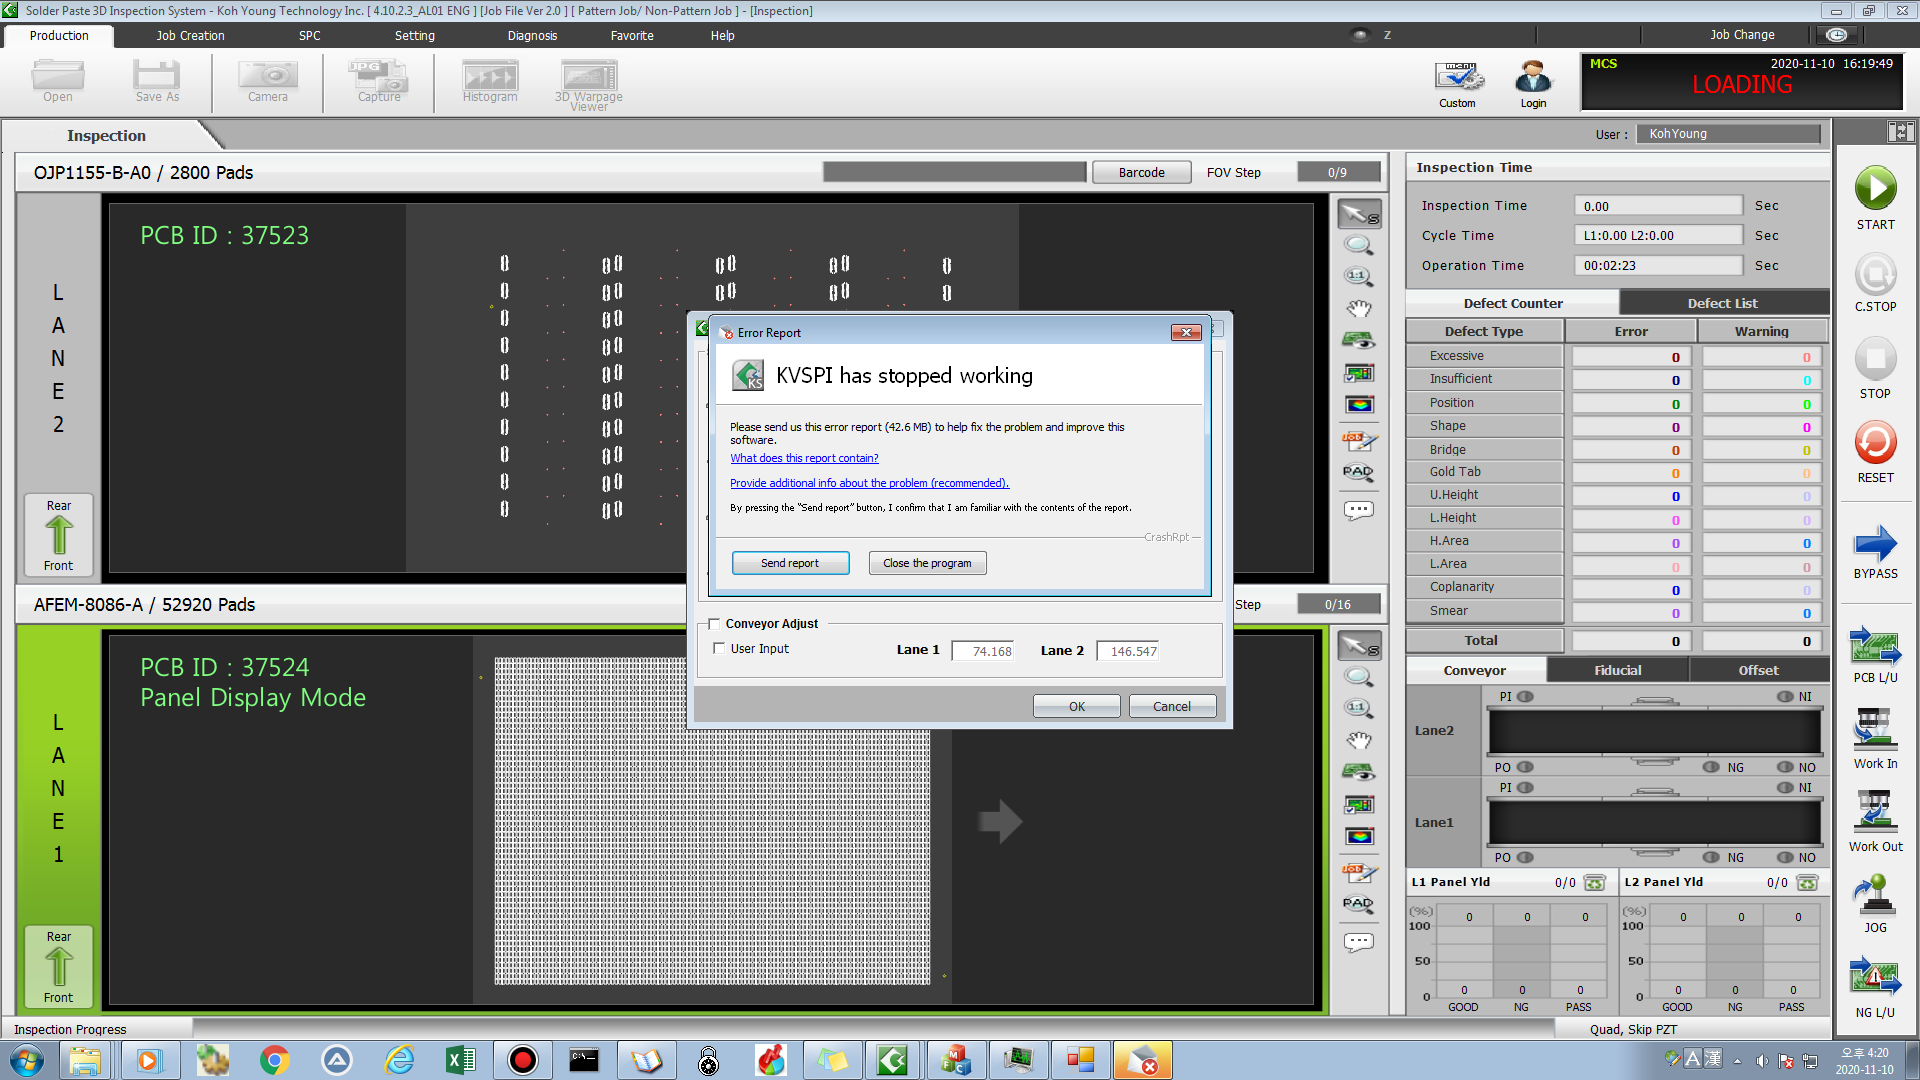 Solder Paste 3D Inspection System - Koh Young Technology Inc. [ 4.10.2.3_AL01 ENG ] [Job File Ver 2.0 ] [ Pattern Job/ Non-Pattern Job ] - [Inspection]
Production Job Creation SPC Setting Diagnosis Favorite Help Z Job Change
Open Save As Camera JPG Capture Histogram 3D Warpage Viewer
menu Custom Login
MCS 2020-11-10 16:19:49
LOADING
Inspection
User : KohYoung
OJP1155-B-A0 / 2800 Pads
Barcode FOV Step 0/9
LANE2
Rear
Front
PCB ID : 37523
S
1:1
JOB
PAD
Error Report
KS
KVSPI has stopped working
Please send us this error report (42.6 MB) to help fix the problem and improve this
software.
What does this report contain?
Provide additional info about the problem (recommended).
By pressing the "Send report" button, I confirm that I am familiar with the contents of the report.
CrashRpt
Send report Close the program
Conveyor Adjust
User Input Lane 1 74.168 Lane 2 146.547
OK Cancel
AFEM-8086-A / 52920 Pads
Step 0/16
LANE1
Rear
Front
PCB ID : 37524
Panel Display Mode
S
1:1
JOB
PAD
Inspection Time
Inspection Time 0.00 Sec
Cycle Time L1:0.00 L2:0.00 Sec
Operation Time 00:02:23 Sec
Defect Counter Defect List
Defect Type Error Warning
Excessive 0 0
Insufficient 0 0
Position 0 0
Shape 0 0
Bridge 0 0
Gold Tab 0 0
U.Height 0 0
L.Height 0 0
H.Area 0 0
L.Area 0 0
Coplanarity 0 0
Smear 0 0
Total 0 0
Conveyor Fiducial Offset
PI NI
Lane2
PO NG NO
PI NI
Lane1
PO NG NO
L1 Panel Yld 0/0 L2 Panel Yld 0/0
(%) 0 0 0 (%) 0 0 0
100 100
50 50
0 0 0 0 0 0 0 0
GOOD NG PASS GOOD NG PASS
START
C.STOP
STOP
RESET
BYPASS
PCB L/U
Work In
Work Out
JOG
NG L/U
Inspection Progress
Quad, Skip PZT
C:\_
A 漢
오후 4:20
2020-11-10